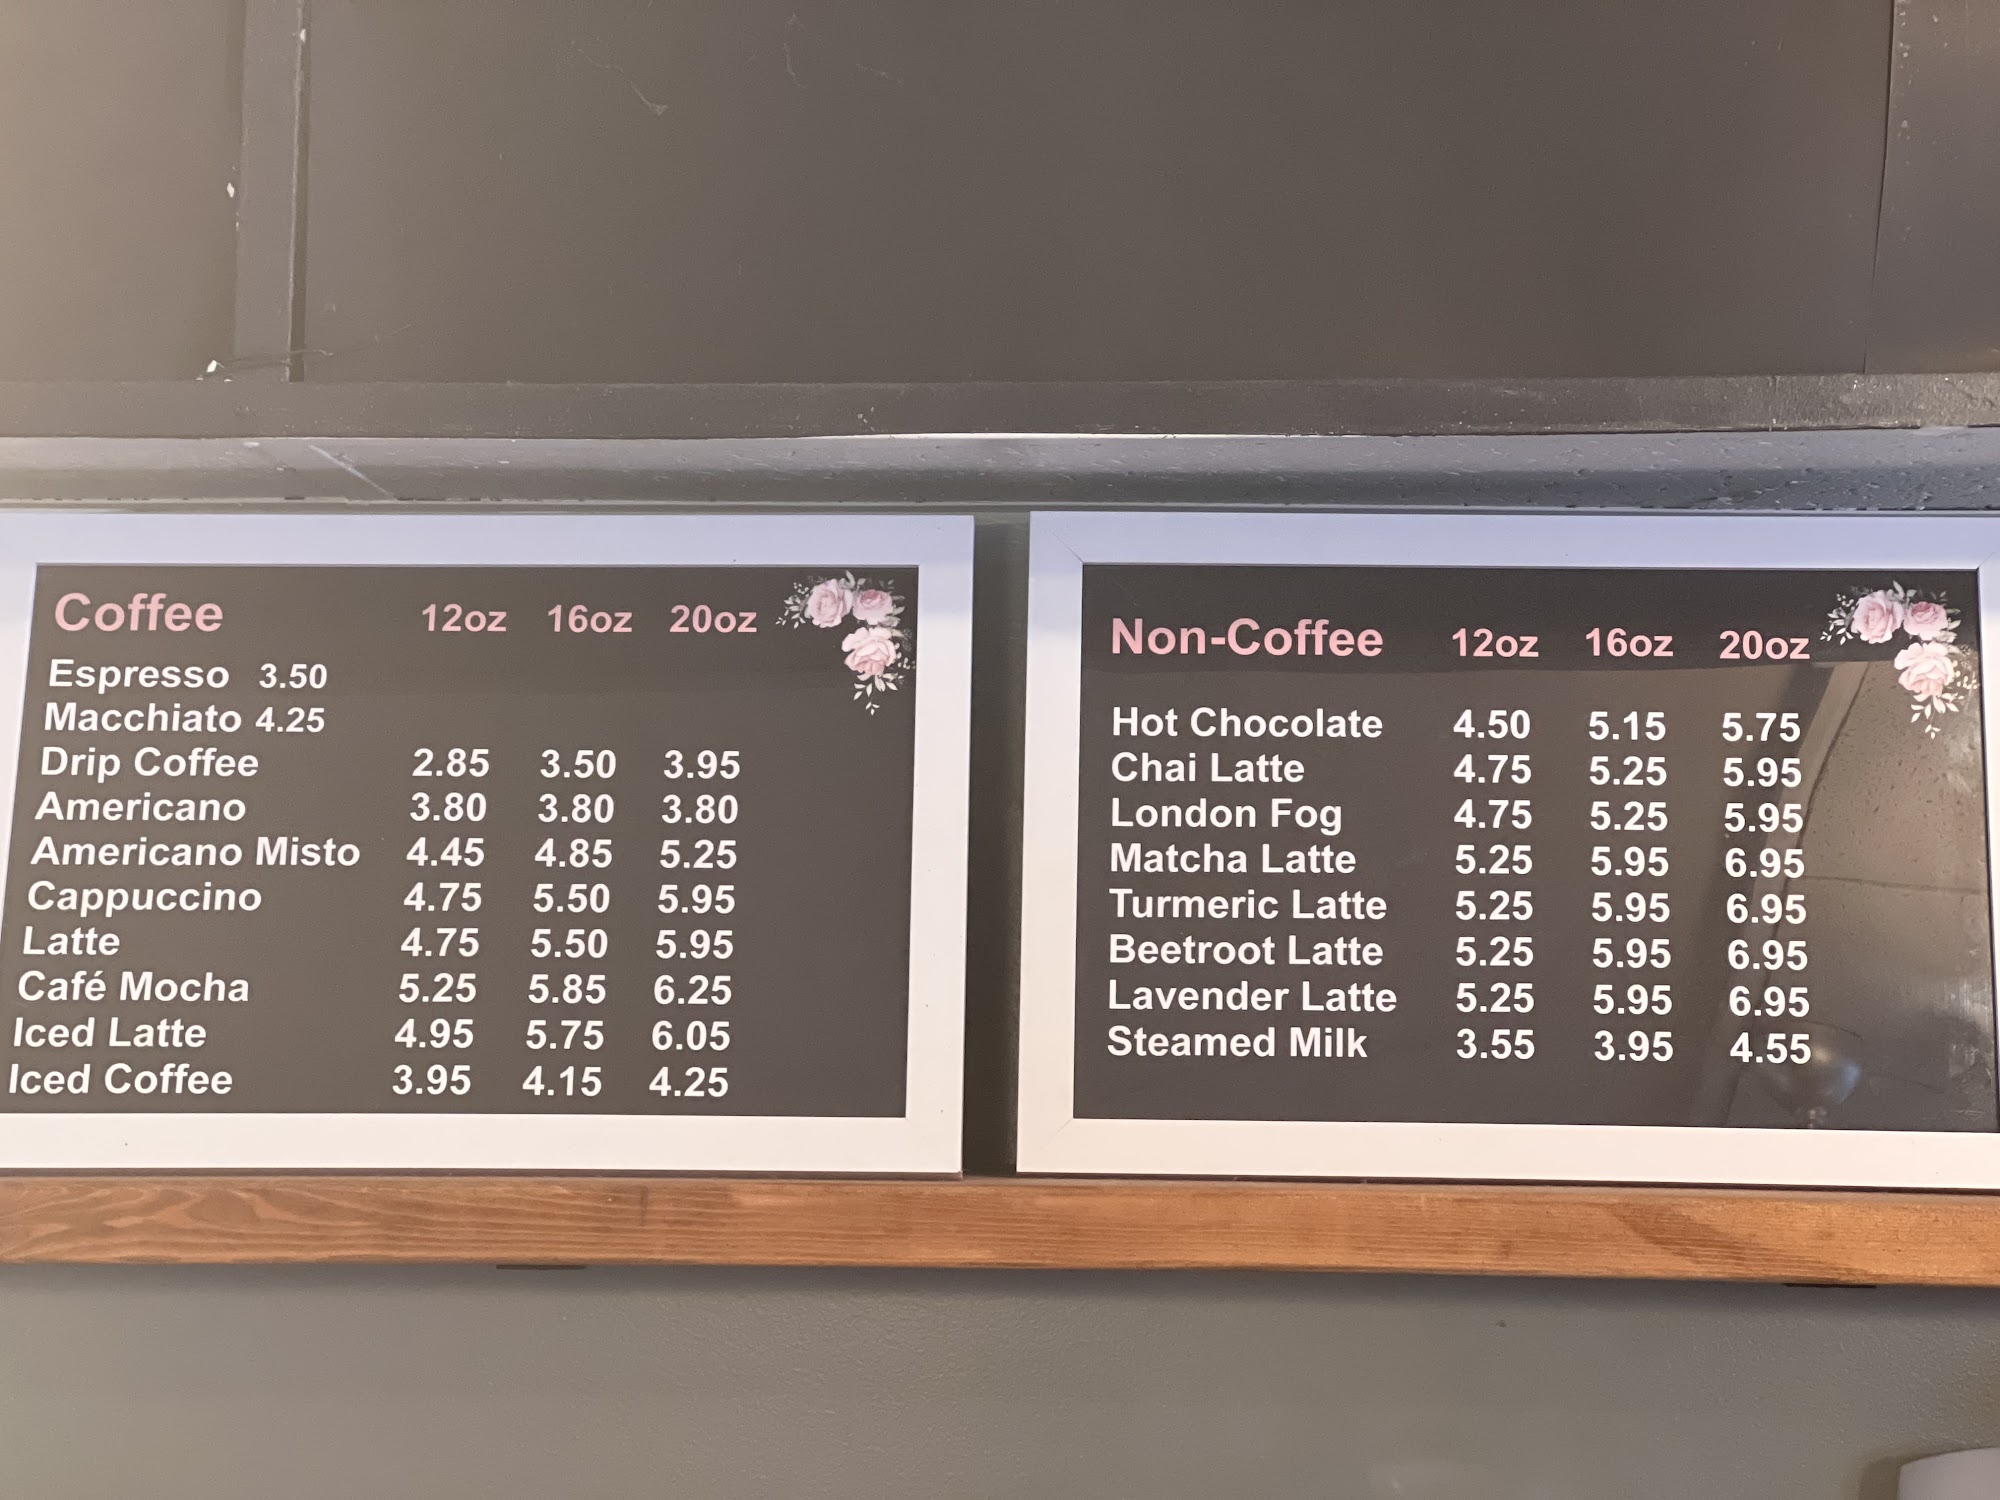 Coffee 12oz 16oz 20oz
Espresso 3.50
Macchiato 4.25
Drip Coffee 2.85 3.50 3.95
Americano 3.80 3.80 3.80
Americano Misto 4.45 4.85 5.25
Cappuccino 4.75 5.50 5.95
Latte 4.75 5.50 5.95
Café Mocha 5.25 5.85 6.25
Iced Latte 4.95 5.75 6.05
Iced Coffee 3.95 4.15 4.25
Non-Coffee 12oz 16oz 20oz
Hot Chocolate 4.50 5.15 5.75
Chai Latte 4.75 5.25 5.95
London Fog 4.75 5.25 5.95
Matcha Latte 5.25 5.95 6.95
Turmeric Latte 5.25 5.95 6.95
Beetroot Latte 5.25 5.95 6.95
Lavender Latte 5.25 5.95 6.95
Steamed Milk 3.55 3.95 4.55